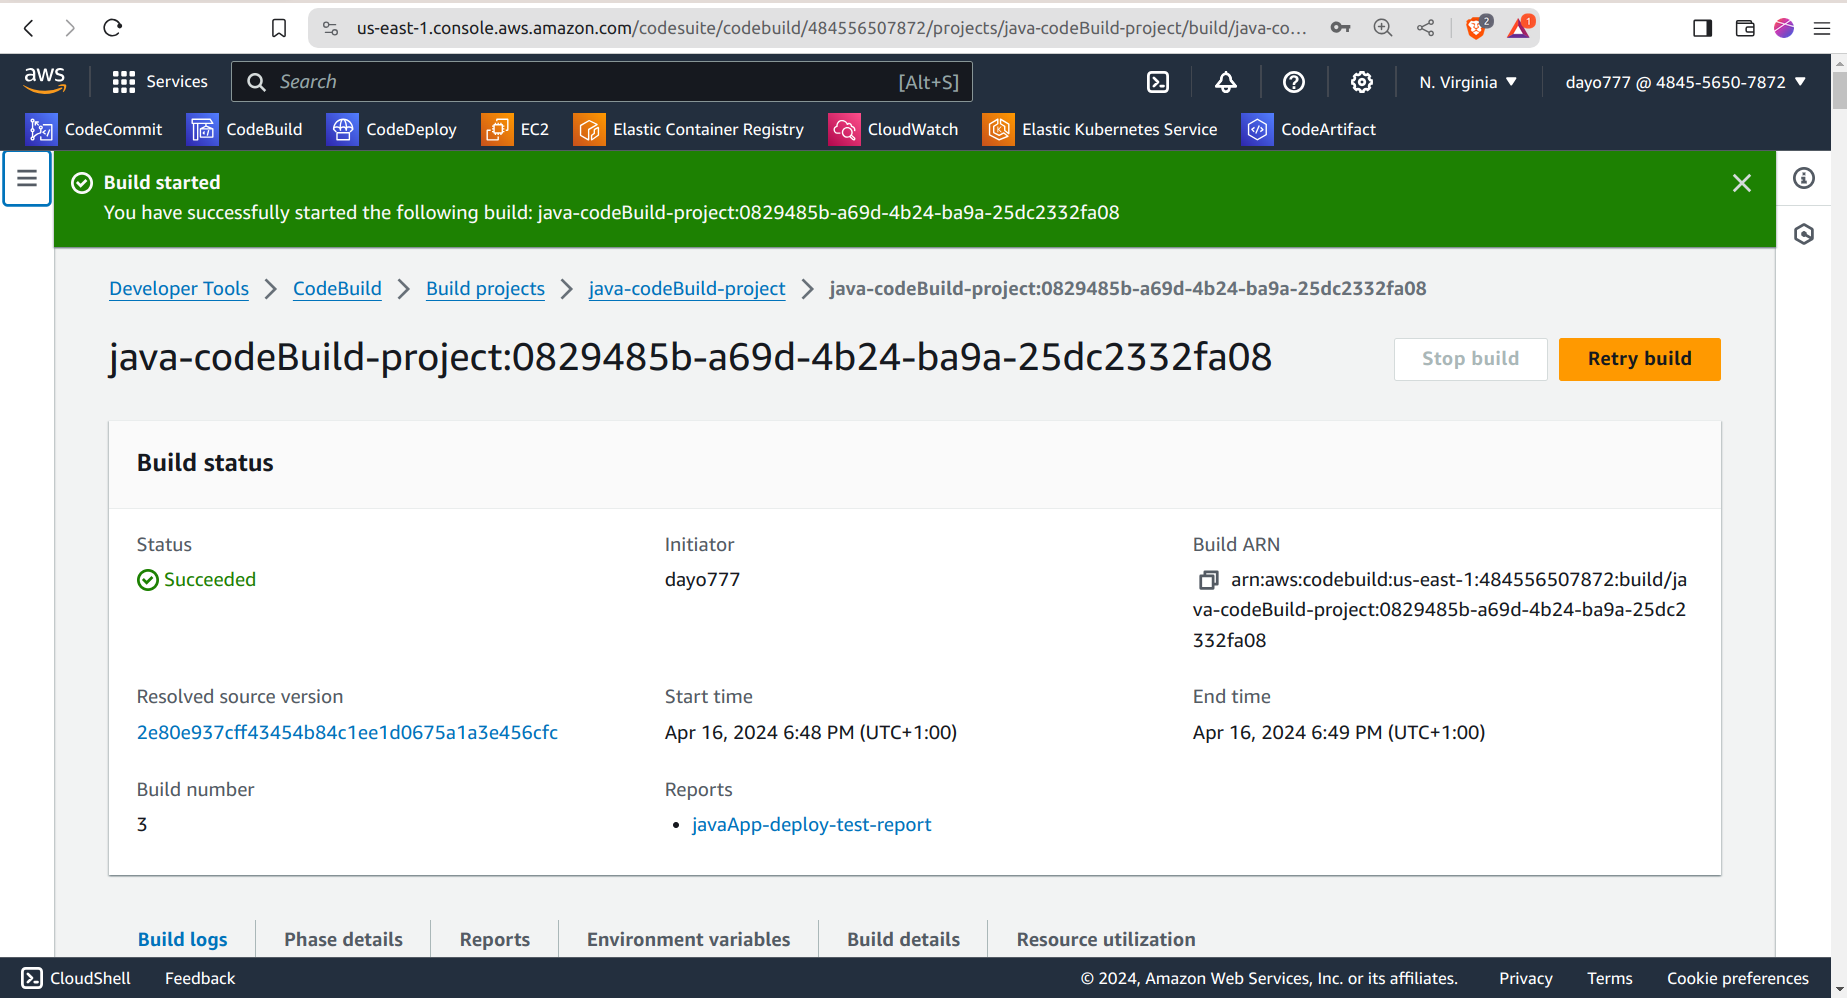 us-east-1.console.aws.amazon.com/codesuite/codebuild/484556507872/projects/java-codeBuild-project/build/java-co...
2
1
aws
Services
Search
[Alt+S]
N. Virginia
dayo777 @ 4845-5650-7872
CodeCommit
CodeBuild
CodeDeploy
EC2
Elastic Container Registry
CloudWatch
Elastic Kubernetes Service
CodeArtifact
Build started
You have successfully started the following build: java-codeBuild-project:0829485b-a69d-4b24-ba9a-25dc2332fa08
Developer Tools
CodeBuild
Build projects
java-codeBuild-project
java-codeBuild-project:0829485b-a69d-4b24-ba9a-25dc2332fa08
java-codeBuild-project:0829485b-a69d-4b24-ba9a-25dc2332fa08
Stop build
Retry build
Build status
Status
Succeeded
Initiator
dayo777
Build ARN
arn:aws:codebuild:us-east-1:484556507872:build/ja
va-codeBuild-project:0829485b-a69d-4b24-ba9a-25dc2
332fa08
Resolved source version
2e80e937cff43454b84c1ee1d0675a1a3e456cfc
Start time
Apr 16, 2024 6:48 PM (UTC+1:00)
End time
Apr 16, 2024 6:49 PM (UTC+1:00)
Build number
3
Reports
• javaApp-deploy-test-report
Build logs
Phase details
Reports
Environment variables
Build details
Resource utilization
CloudShell
Feedback
© 2024, Amazon Web Services, Inc. or its affiliates.
Privacy
Terms
Cookie preferences